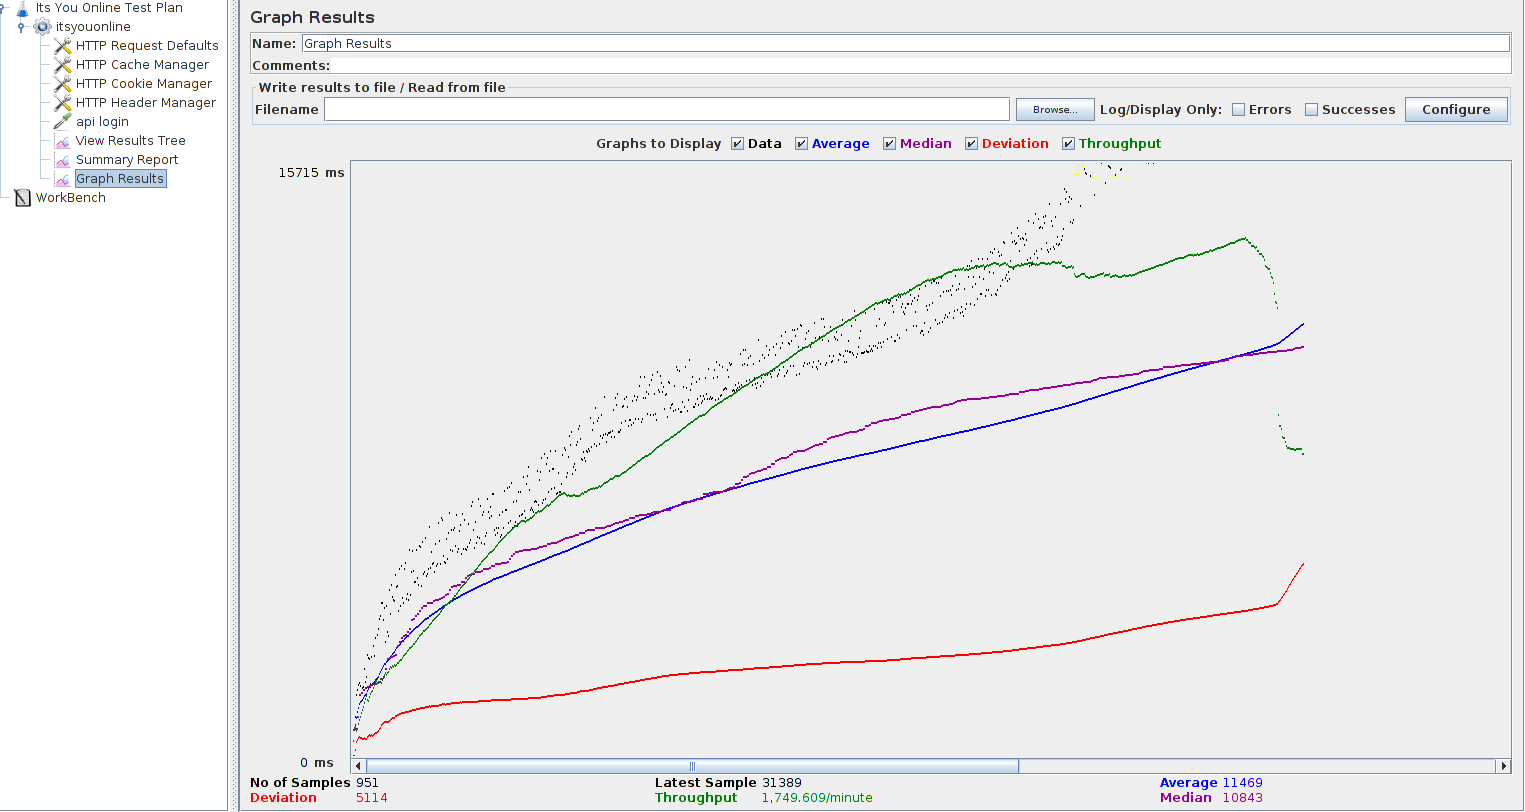 Its You Online Test Plan
itsyouonline
HTTP Request Defaults
HTTP Cache Manager
HTTP Cookie Manager
HTTP Header Manager
api login
View Results Tree
Summary Report
Graph Results
WorkBench
Graph Results
Name: Graph Results
Comments:
Write results to file / Read from file
Filename Browse... Log/Display Only: Errors Successes Configure
Graphs to Display Data Average Median Deviation Throughput
15715 ms
0 ms
No of Samples 951 Latest Sample 31389 Average 11469
Deviation 5114 Throughput 1,749.609/minute Median 10843